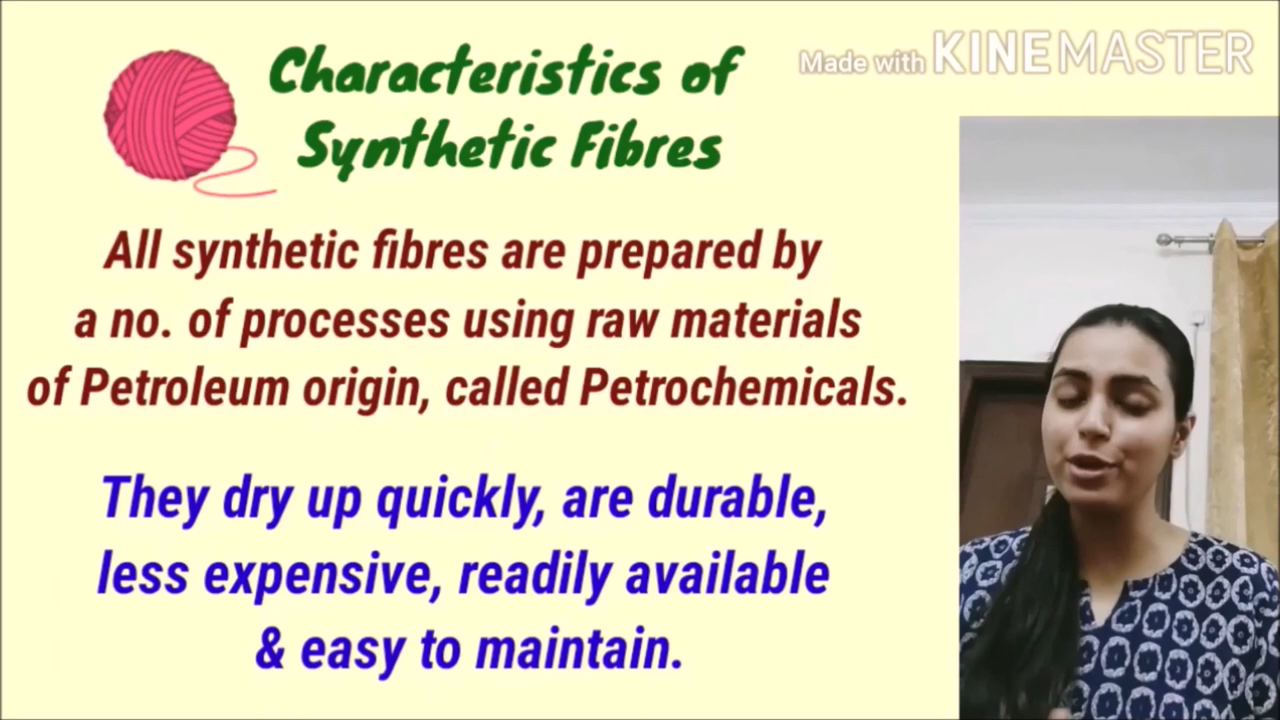 Characteristics of
Synthetic Fibres
Made with KINEMASTER
All synthetic fibres are prepared by
a no. of processes using raw materials
of Petroleum origin, called Petrochemicals.
They dry up quickly, are durable,
less expensive, readily available
& easy to maintain.